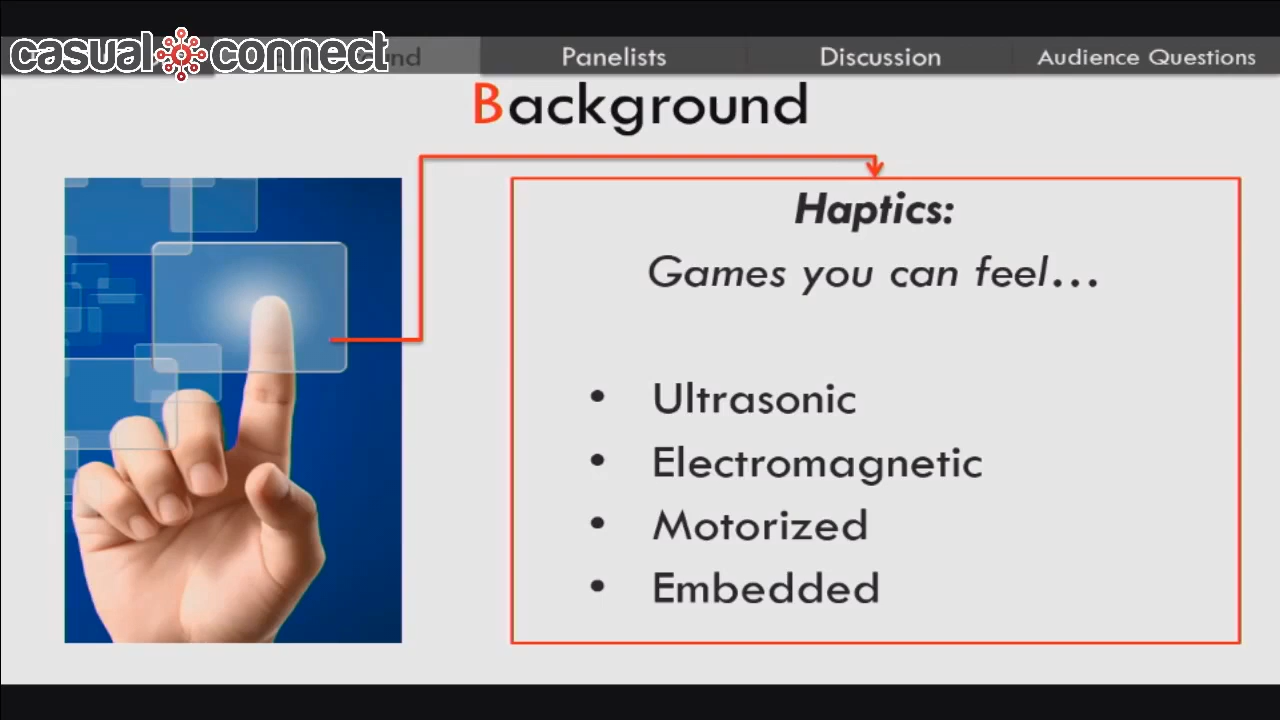 casual connect
Panelists
Discussion
Audience Questions
Background
Haptics:
Games you can feel...
• Ultrasonic
• Electromagnetic
• Motorized
• Embedded